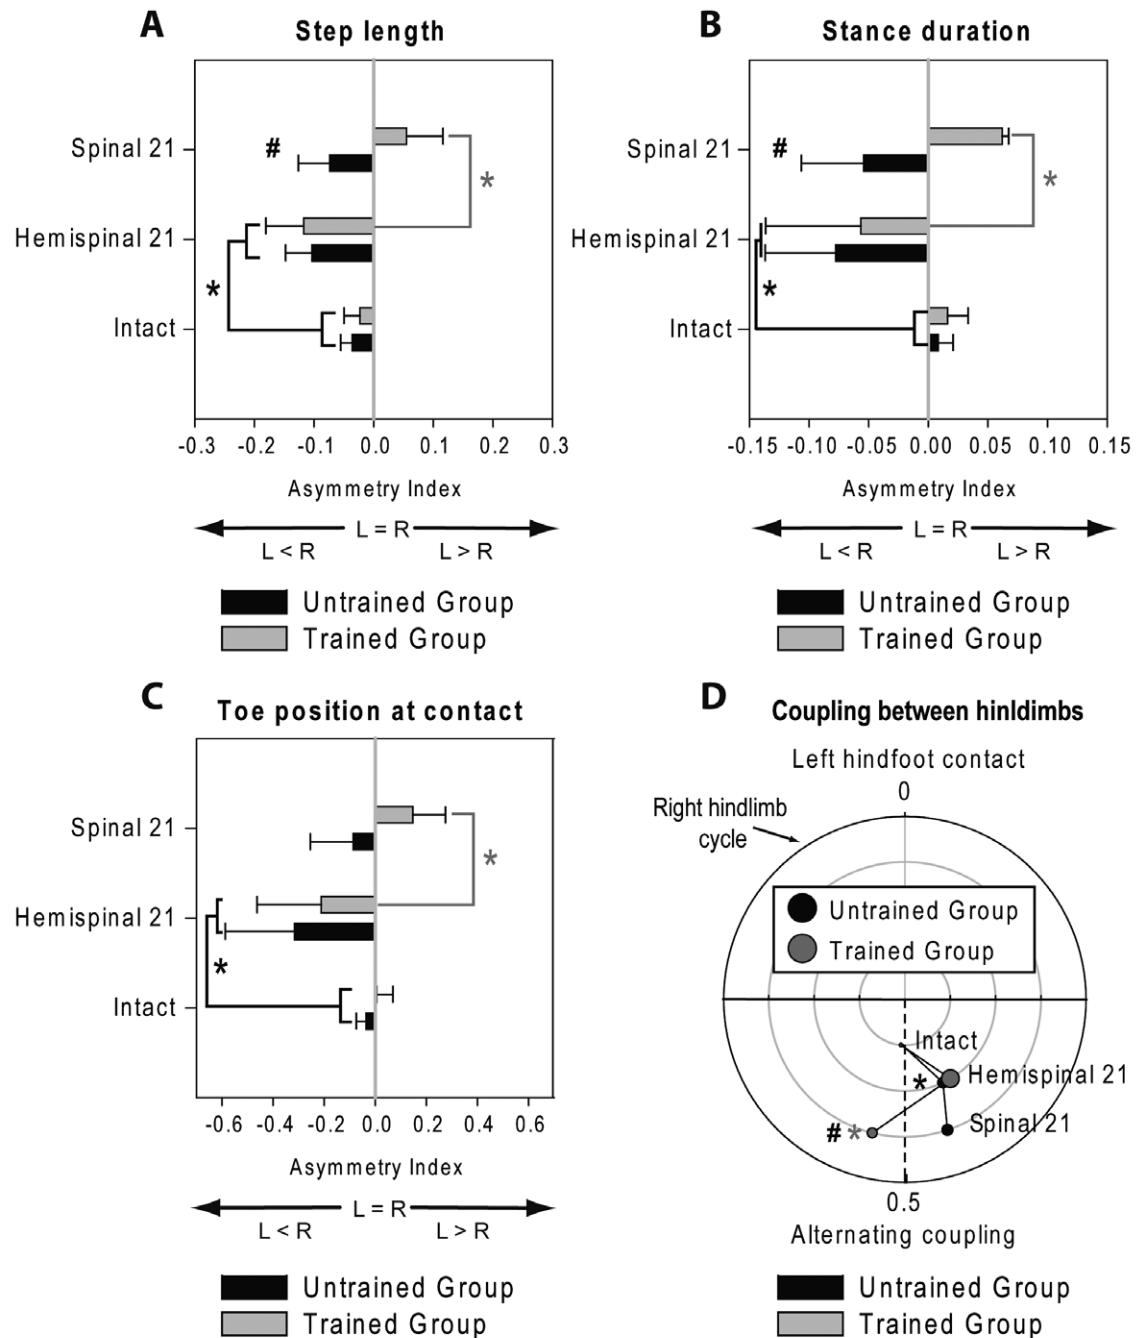 A
Step length
Spinal 21
#
*
Hemispinal 21
*
Intact
-0.3 -0.2 -0.1 0.0 0.1 0.2 0.3
Asymmetry Index
L = R
L < R L > R
Untrained Group
Trained Group
B
Stance duration
Spinal 21
#
*
Hemispinal 21
*
Intact
-0.15 -0.10 -0.05 0.00 0.05 0.10 0.15
Asymmetry Index
L = R
L < R L > R
Untrained Group
Trained Group
C
Toe position at contact
Spinal 21
*
Hemispinal 21
*
Intact
-0.6 -0.4 -0.2 0.0 0.2 0.4 0.6
Asymmetry Index
L = R
L < R L > R
Untrained Group
Trained Group
D
Coupling between hinldimbs
Left hindfoot contact
0
Right hindlimb
cycle
Untrained Group
Trained Group
Intact
* Hemispinal 21
# * Spinal 21
0.5
Alternating coupling
Untrained Group
Trained Group